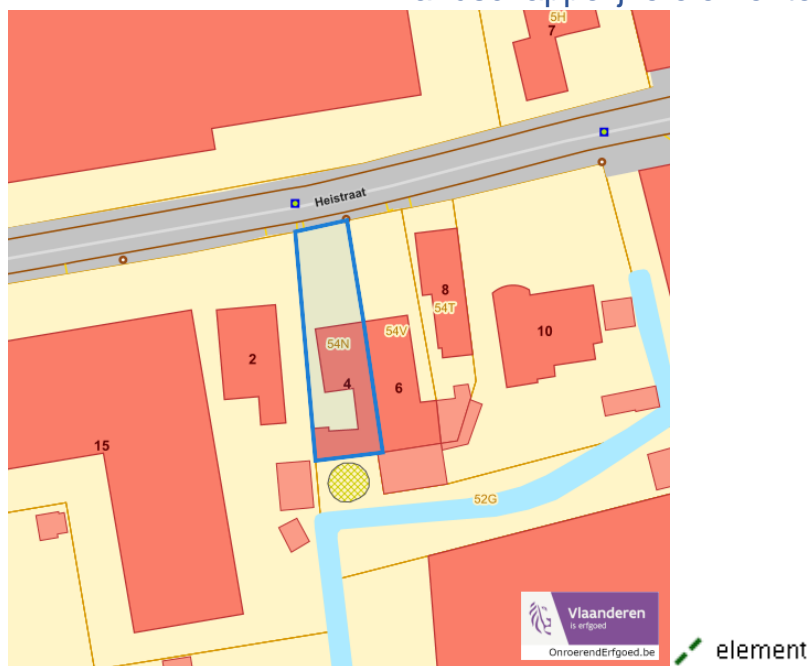 5H
7
Heistraat
8
54T
54V
54N
10
2
4
6
15
52G
Vlaanderen
is erfgoed
OnroerendErfgoed.be
element